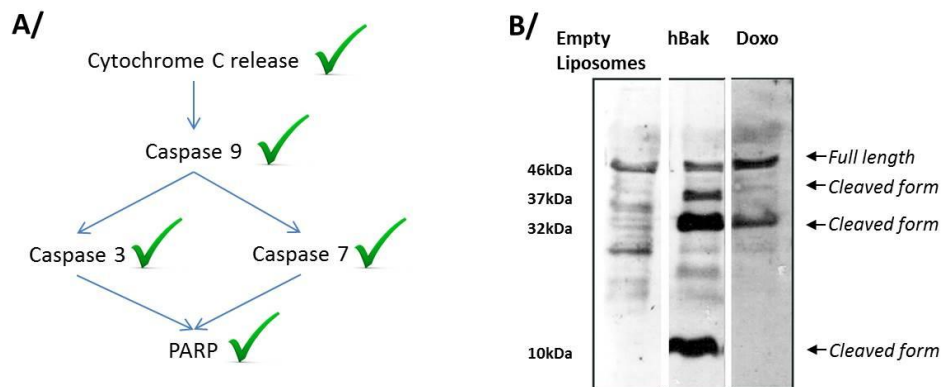 A/
Cytochrome C release
Caspase 9
Caspase 3
Caspase 7
PARP
B/
Empty
Liposomes
hBak
Doxo
46kDa
37kDa
32kDa
10kDa
Full length
Cleaved form
Cleaved form
Cleaved form